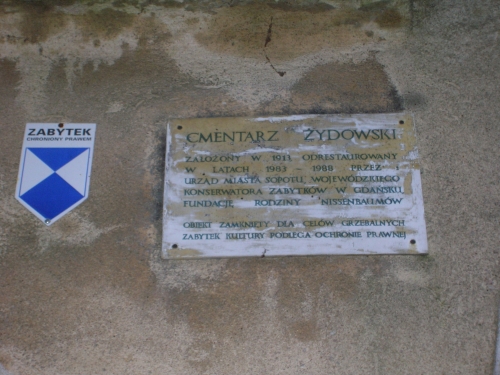 ZABYTEK
CHRONIONY PRAWEM
CMENTARZ ŻYDOWSKI
ZAŁOŻONY W 1913 ODRESTAUROWANY
W LATACH 1983 - 1988 PRZEZ
URZĄD MIASTA SOPOTU, WOJEWÓDZKIEGO
KONSERWATORA ZABYTKÓW W GDAŃSKU,
FUNDACJĘ RODZINY NISSENBAUMÓW
OBIEKT ZAMKNIĘTY DLA CELÓW GRZEBALNYCH
ZABYTEK KULTURY PODLEGA OCHRONIE PRAWNEJ